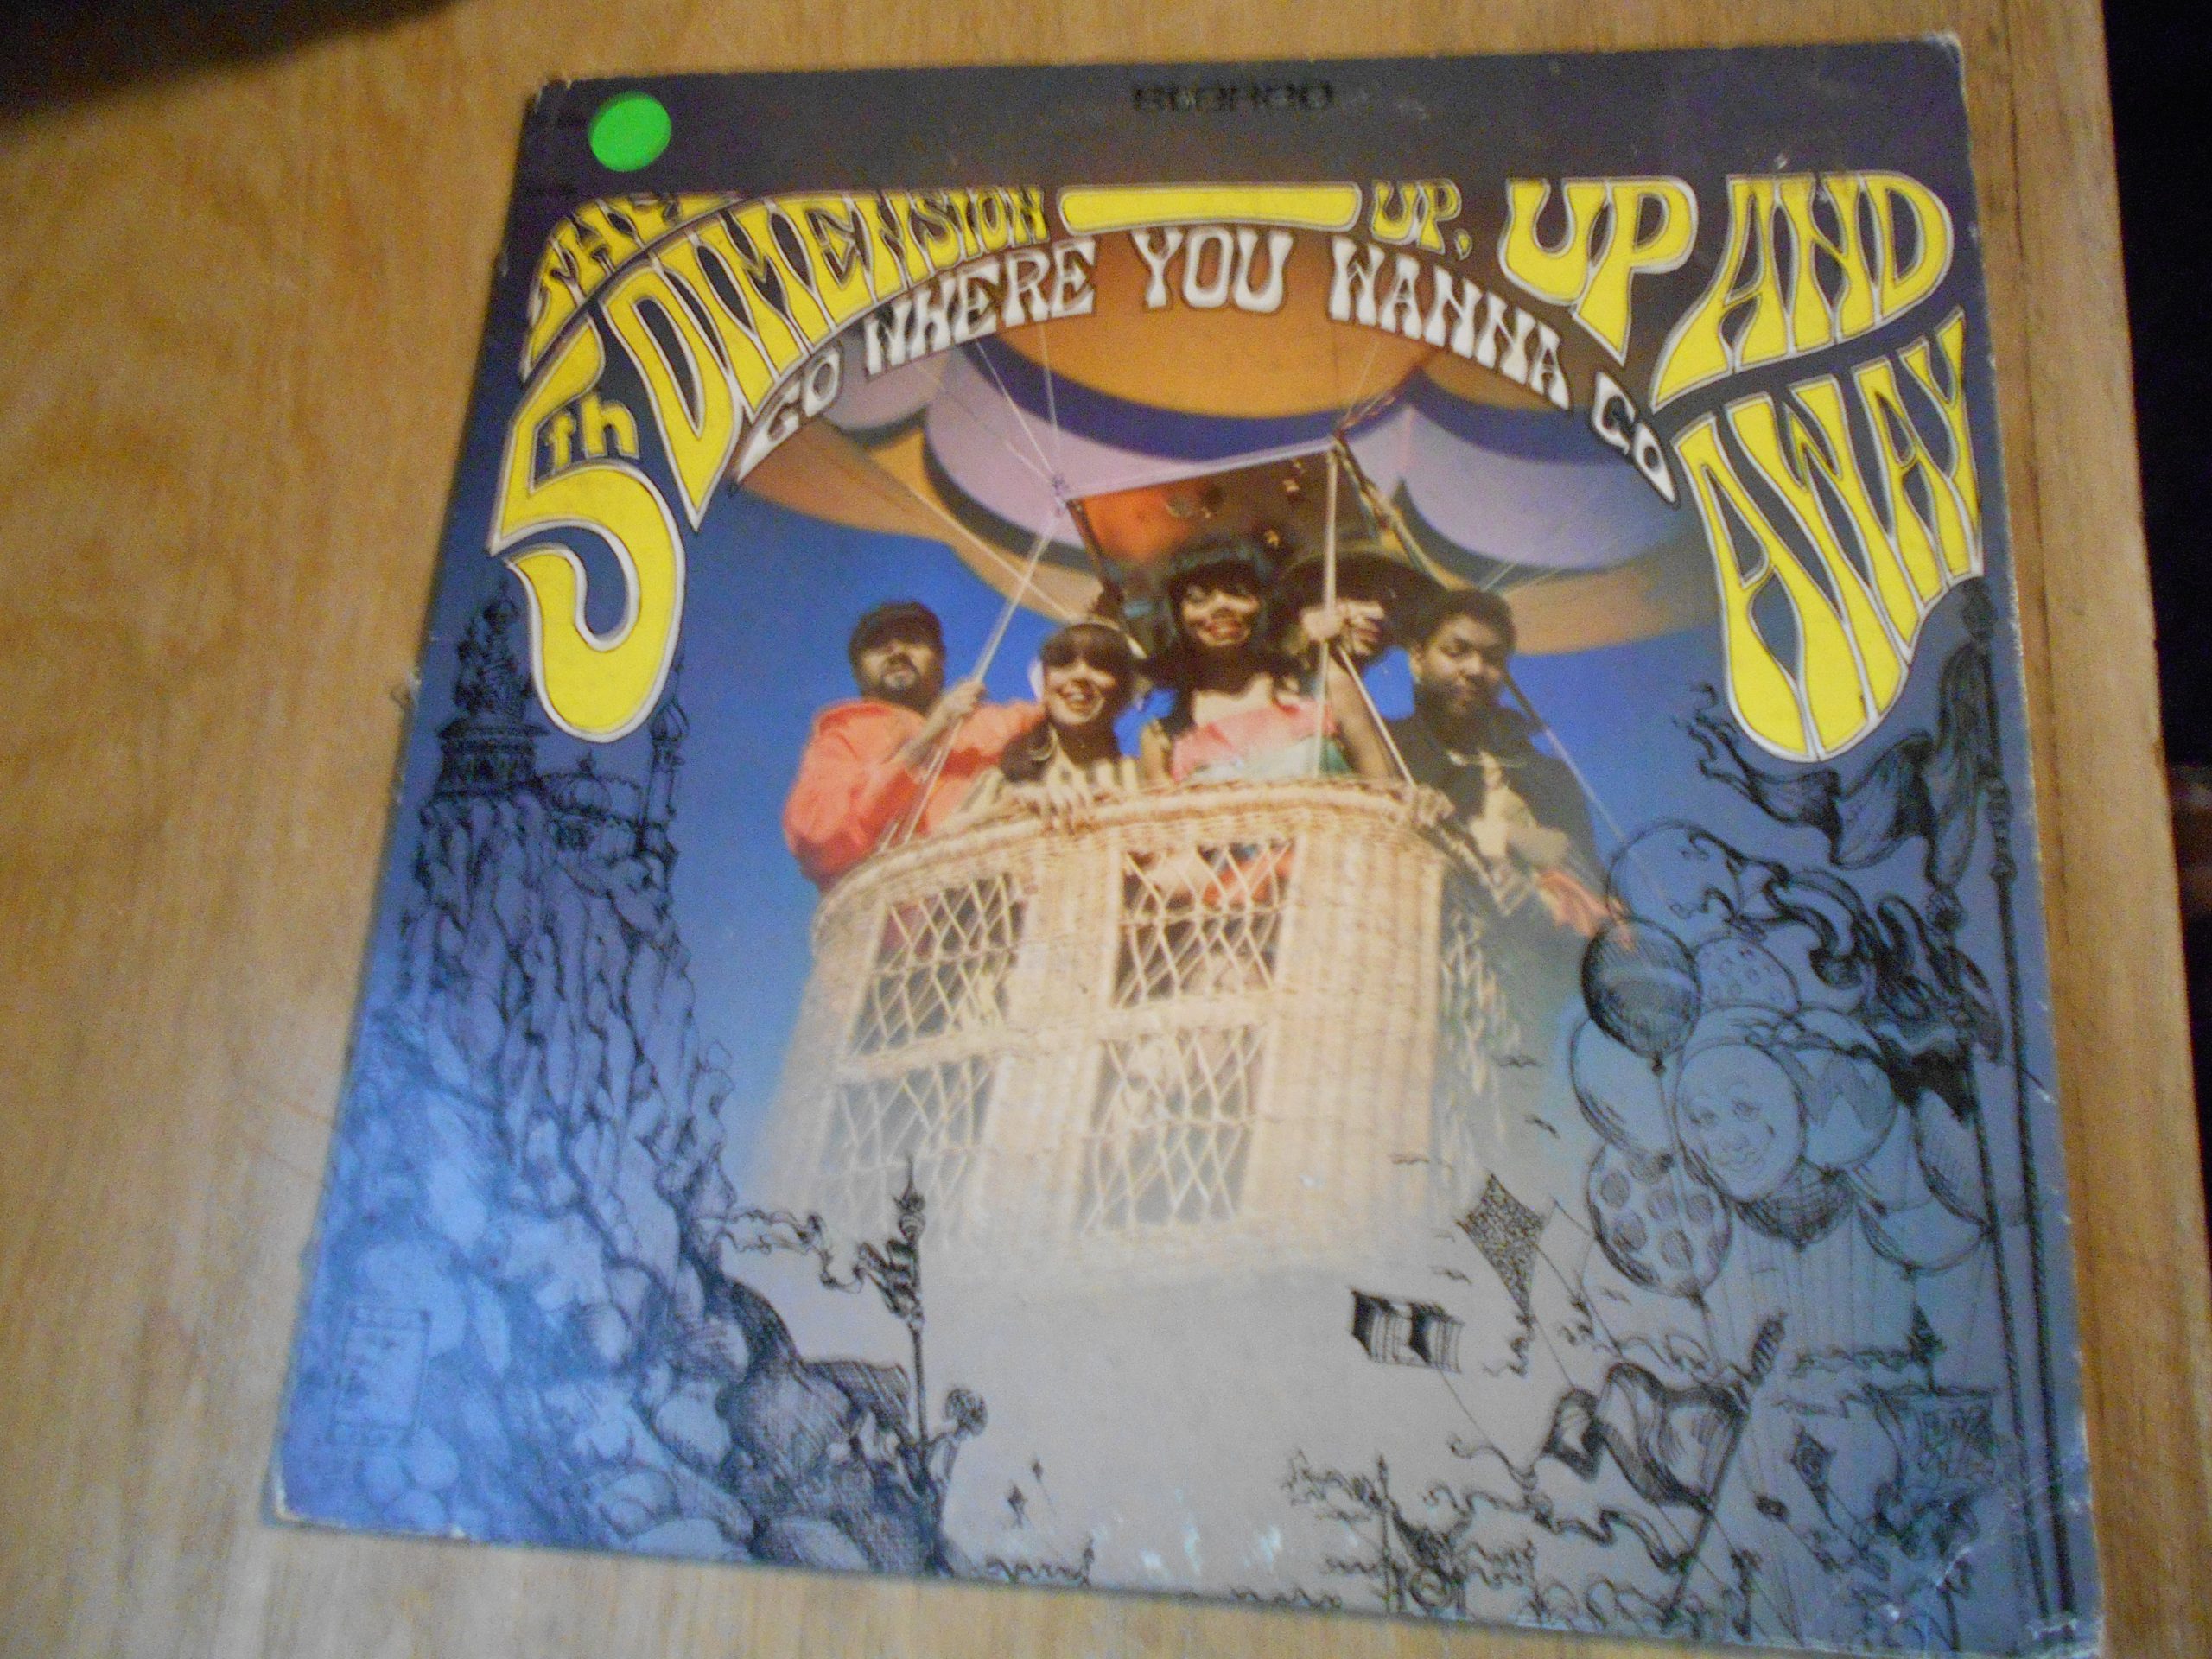 STEREO
THE 5th DIMENSION — UP, UP AND AWAY
GO WHERE YOU WANNA GO